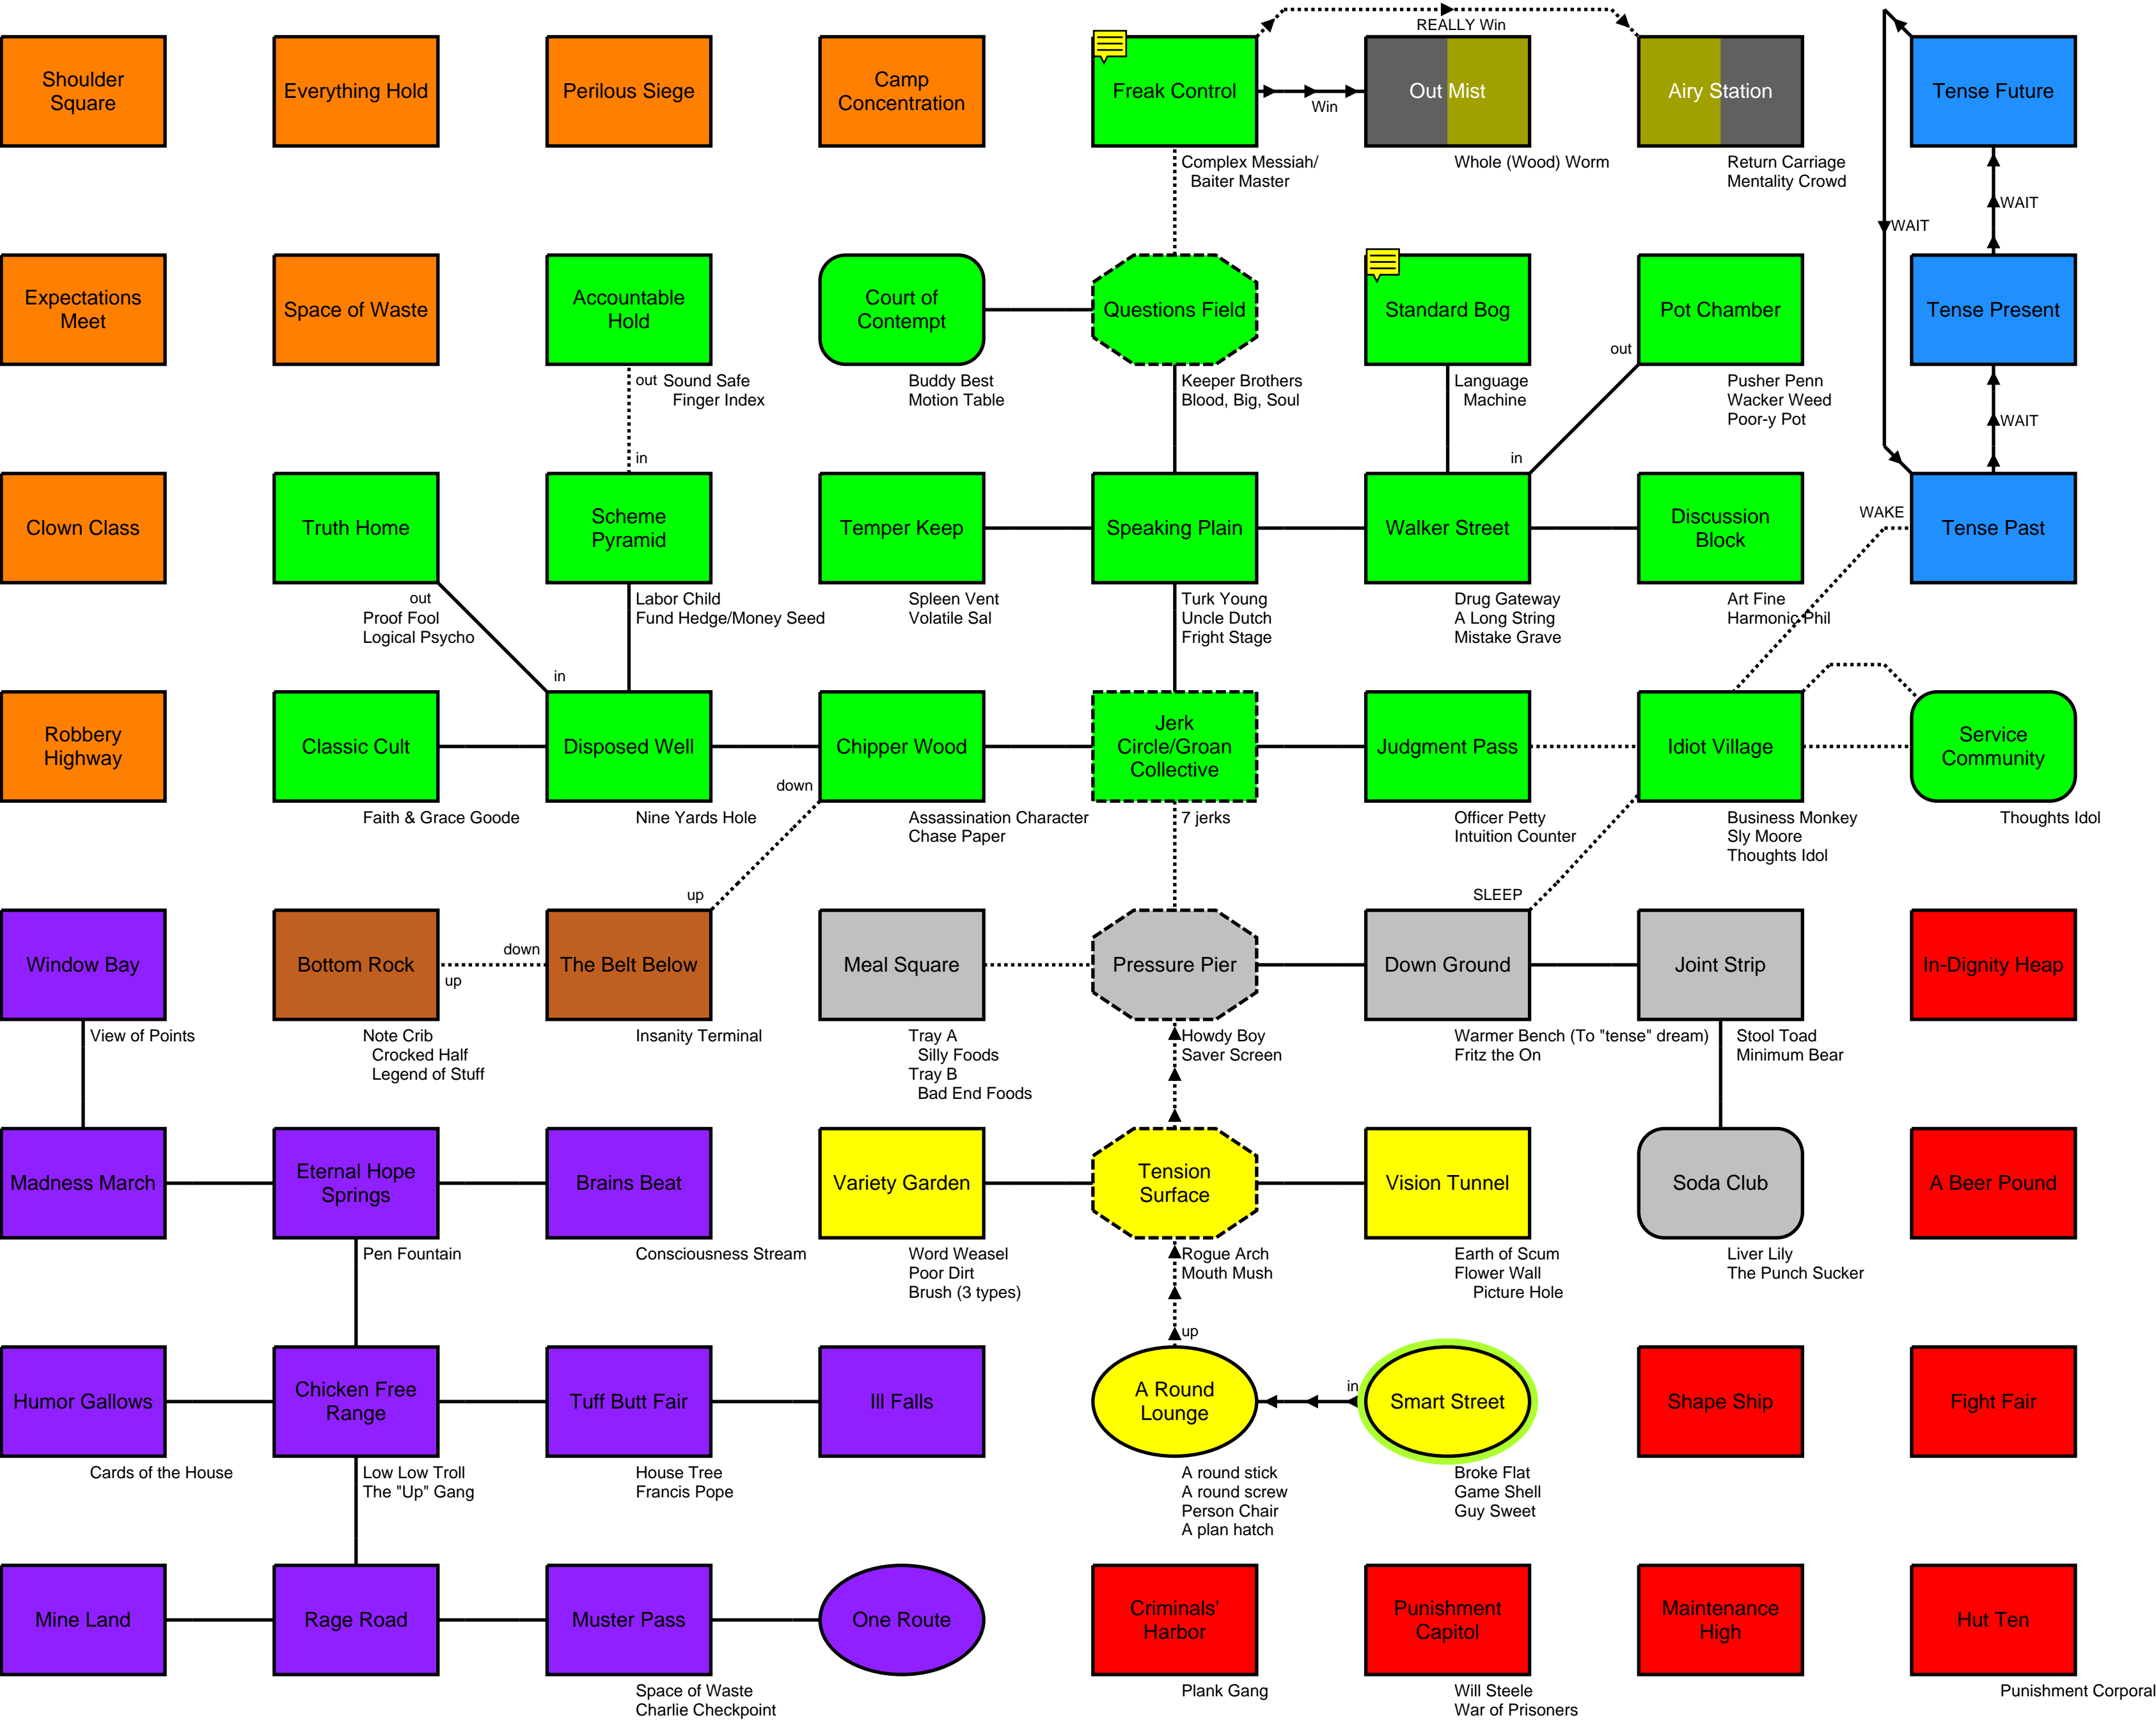 REALLY Win
Shoulder
Square
Everything Hold
Perilous Siege
Camp
Concentration
Freak Control
Win
Out Mist
Airy Station
Tense Future
Complex Messiah/
Baiter Master
Whole (Wood) Worm
Return Carriage
Mentality Crowd
WAIT
WAIT
Expectations
Meet
Space of Waste
Accountable
Hold
Court of
Contempt
Questions Field
Standard Bog
Pot Chamber
Tense Present
out
out
Sound Safe
Finger Index
Buddy Best
Motion Table
Keeper Brothers
Blood, Big, Soul
Language
Machine
Pusher Penn
Wacker Weed
Poor-y Pot
WAIT
in
in
Clown Class
Truth Home
Scheme
Pyramid
Temper Keep
Speaking Plain
Walker Street
Discussion
Block
WAKE
Tense Past
out
Proof Fool
Logical Psycho
Labor Child
Fund Hedge/Money Seed
Spleen Vent
Volatile Sal
Turk Young
Uncle Dutch
Fright Stage
Drug Gateway
A Long String
Mistake Grave
Art Fine
Harmonic Phil
in
Robbery
Highway
Classic Cult
Disposed Well
Chipper Wood
Jerk
Circle/Groan
Collective
Judgment Pass
Idiot Village
Service
Community
down
Faith & Grace Goode
Nine Yards Hole
Assassination Character
Chase Paper
7 jerks
Officer Petty
Intuition Counter
Business Monkey
Sly Moore
Thoughts Idol
Thoughts Idol
up
SLEEP
Window Bay
Bottom Rock
down
up
The Belt Below
Meal Square
Pressure Pier
Down Ground
Joint Strip
In-Dignity Heap
View of Points
Note Crib
Crocked Half
Legend of Stuff
Insanity Terminal
Tray A
Silly Foods
Tray B
Bad End Foods
Howdy Boy
Saver Screen
Warmer Bench (To "tense" dream)
Fritz the On
Stool Toad
Minimum Bear
Madness March
Eternal Hope
Springs
Brains Beat
Variety Garden
Tension
Surface
Vision Tunnel
Soda Club
A Beer Pound
Pen Fountain
Consciousness Stream
Word Weasel
Poor Dirt
Brush (3 types)
Rogue Arch
Mouth Mush
Earth of Scum
Flower Wall
Picture Hole
Liver Lily
The Punch Sucker
up
Humor Gallows
Chicken Free
Range
Tuff Butt Fair
Ill Falls
A Round
Lounge
in
Smart Street
Shape Ship
Fight Fair
Cards of the House
Low Low Troll
The "Up" Gang
House Tree
Francis Pope
A round stick
A round screw
Person Chair
A plan hatch
Broke Flat
Game Shell
Guy Sweet
Mine Land
Rage Road
Muster Pass
One Route
Criminals'
Harbor
Punishment
Capitol
Maintenance
High
Hut Ten
Space of Waste
Charlie Checkpoint
Plank Gang
Will Steele
War of Prisoners
Punishment Corporal